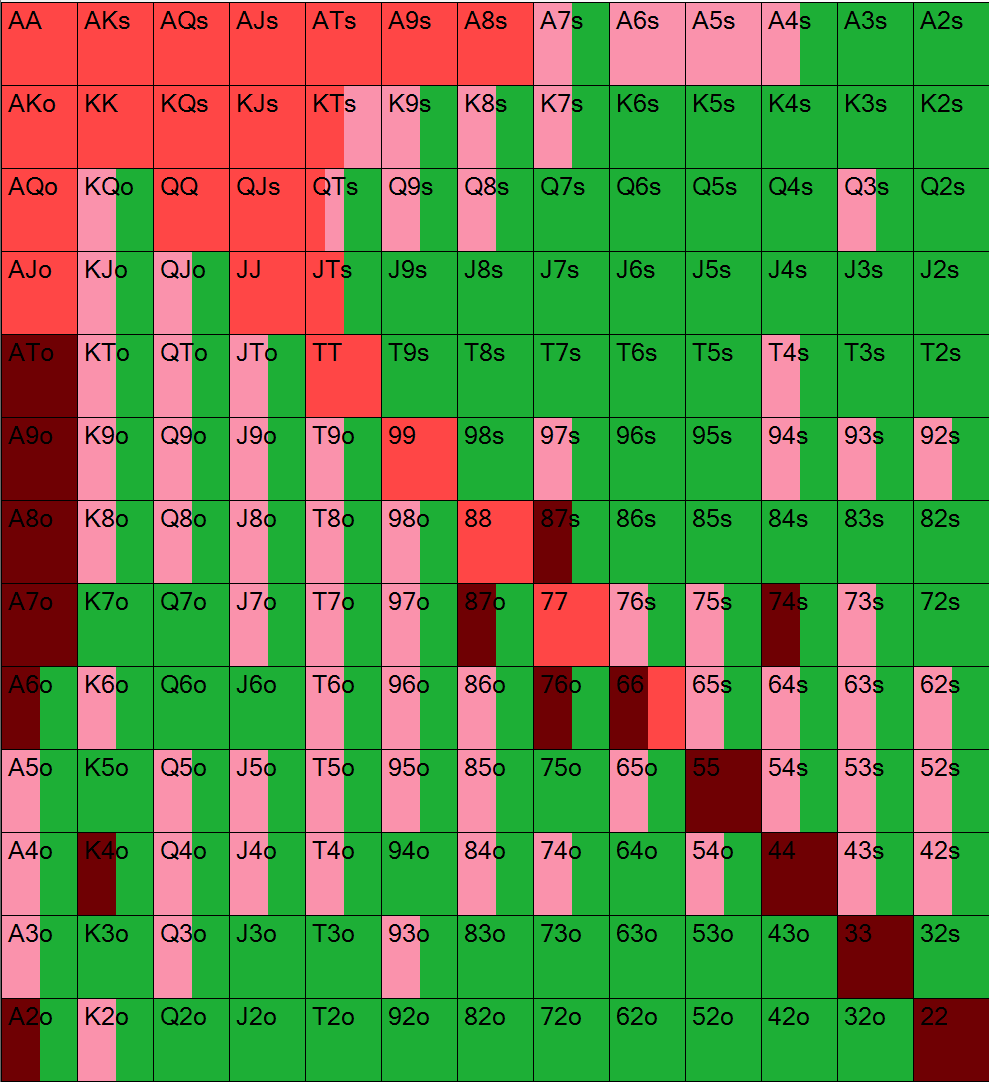 AA AKs AQs AJs ATs A9s A8s A7s A6s A5s A4s A3s A2s
AKo KK KQs KJs KTs K9s K8s K7s K6s K5s K4s K3s K2s
AQo KQo QQ QJs QTs Q9s Q8s Q7s Q6s Q5s Q4s Q3s Q2s
AJo KJo QJo JJ JTs J9s J8s J7s J6s J5s J4s J3s J2s
ATo KTo QTo JTo TT T9s T8s T7s T6s T5s T4s T3s T2s
A9o K9o Q9o J9o T9o 99 98s 97s 96s 95s 94s 93s 92s
A8o K8o Q8o J8o T8o 98o 88 87s 86s 85s 84s 83s 82s
A7o K7o Q7o J7o T7o 97o 87o 77 76s 75s 74s 73s 72s
A6o K6o Q6o J6o T6o 96o 86o 76o 66 65s 64s 63s 62s
A5o K5o Q5o J5o T5o 95o 85o 75o 65o 55 54s 53s 52s
A4o K4o Q4o J4o T4o 94o 84o 74o 64o 54o 44 43s 42s
A3o K3o Q3o J3o T3o 93o 83o 73o 63o 53o 43o 33 32s
A2o K2o Q2o J2o T2o 92o 82o 72o 62o 52o 42o 32o 22